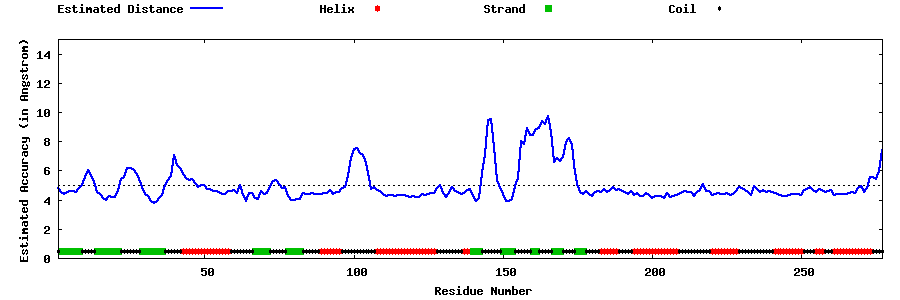 Estimated Distance Helix Strand Coil
Estimated Accuracy (in Angstrom)
14
12
10
8
6
4
2
0
50 100 150 200 250
Residue Number